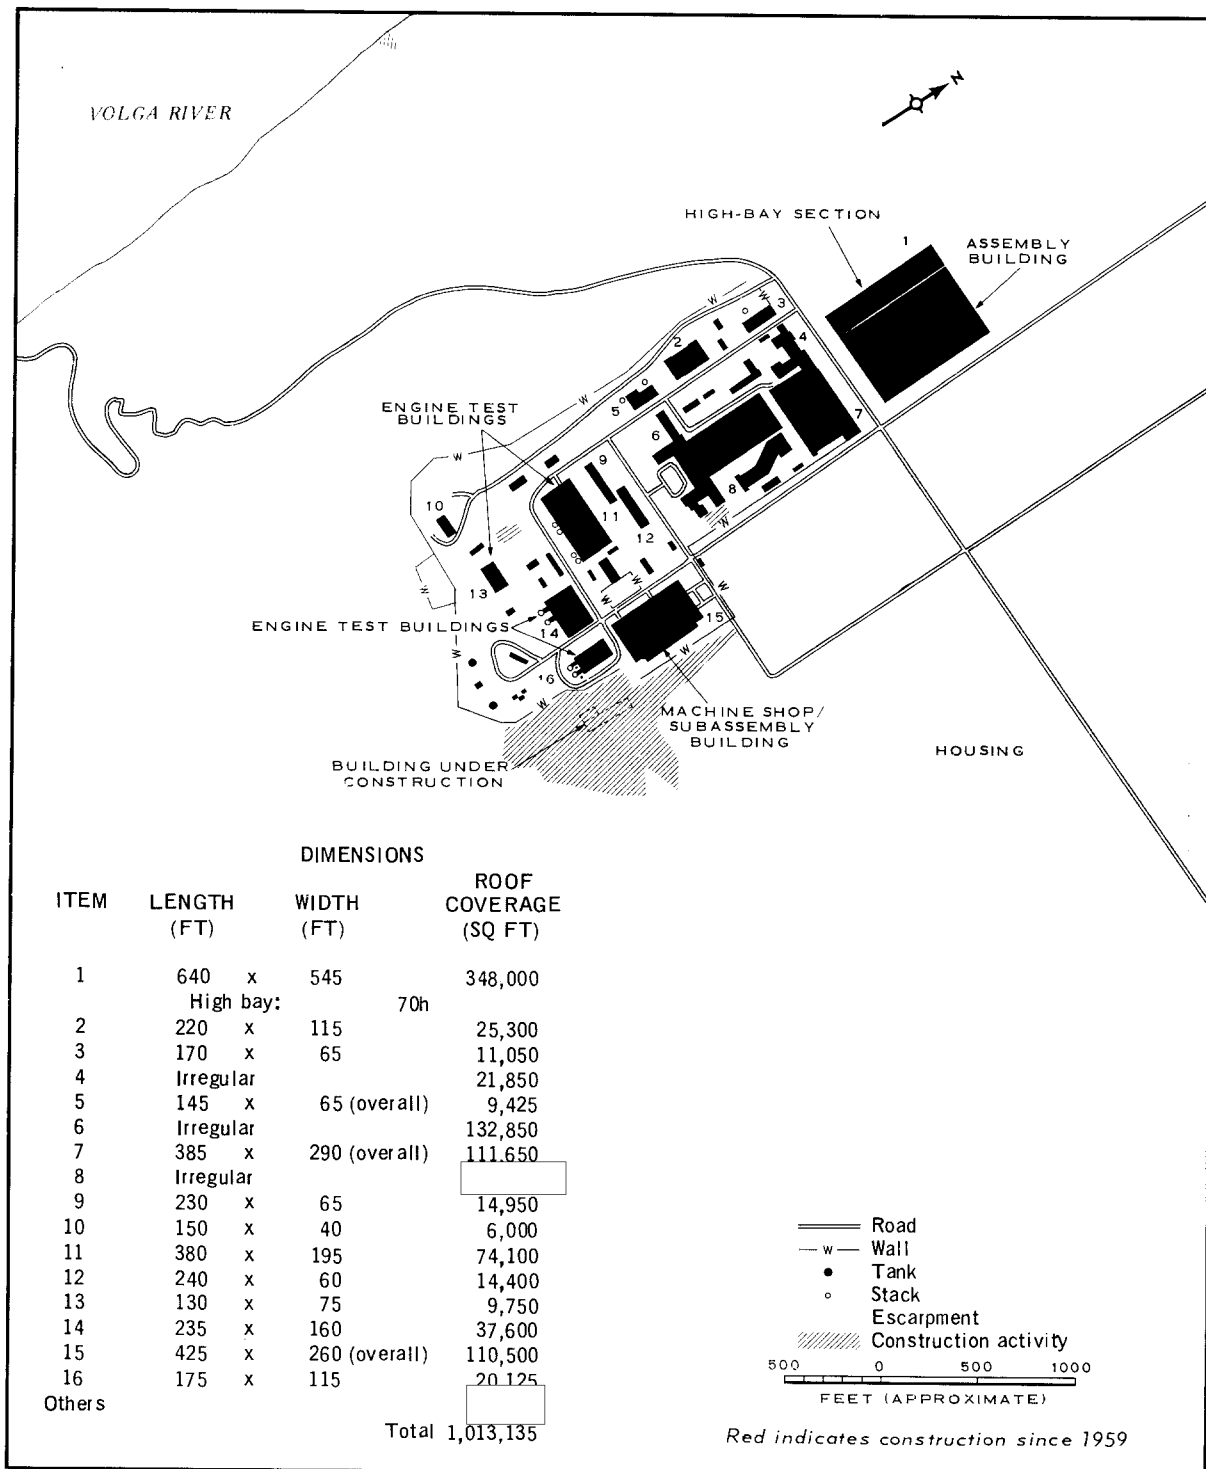 VOLGA RIVER
N
HIGH-BAY SECTION
1
ASSEMBLY
BUILDING
W
W
3
2
4
W
5
ENGINE TEST
BUILDINGS
7
6
W
9
8
10
11
W
12
W
13
W
W
W
15
ENGINE TEST BUILDINGS
14
W
W
16
W
MACHINE SHOP/
SUBASSEMBLY
BUILDING
HOUSING
BUILDING UNDER
CONSTRUCTION
DIMENSIONS
ITEM LENGTH (FT) WIDTH (FT) ROOF COVERAGE (SQ FT)
1 640 x 545 348,000
High bay: 70h
2 220 x 115 25,300
3 170 x 65 11,050
4 Irregular 21,850
5 145 x 65 (overall) 9,425
6 Irregular 132,850
7 385 x 290 (overall) 111,650
8 Irregular
9 230 x 65 14,950
10 150 x 40 6,000
11 380 x 195 74,100
12 240 x 60 14,400
13 130 x 75 9,750
14 235 x 160 37,600
15 425 x 260 (overall) 110,500
16 175 x 115 20,125
Others
Total 1,013,135
Road
W Wall
Tank
Stack
Escarpment
Construction activity
500 0 500 1000
FEET (APPROXIMATE)
Red indicates construction since 1959